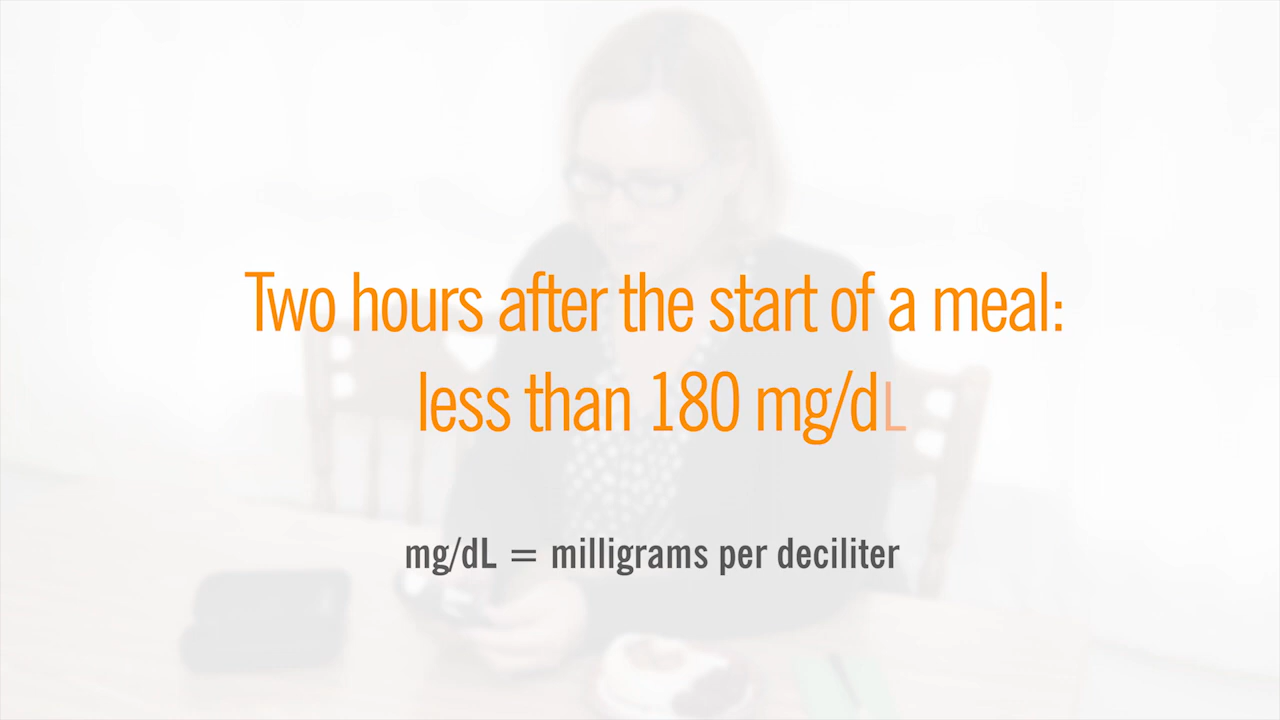 Two hours after the start of a meal:
less than 180 mg/dL
mg/dL = milligrams per deciliter